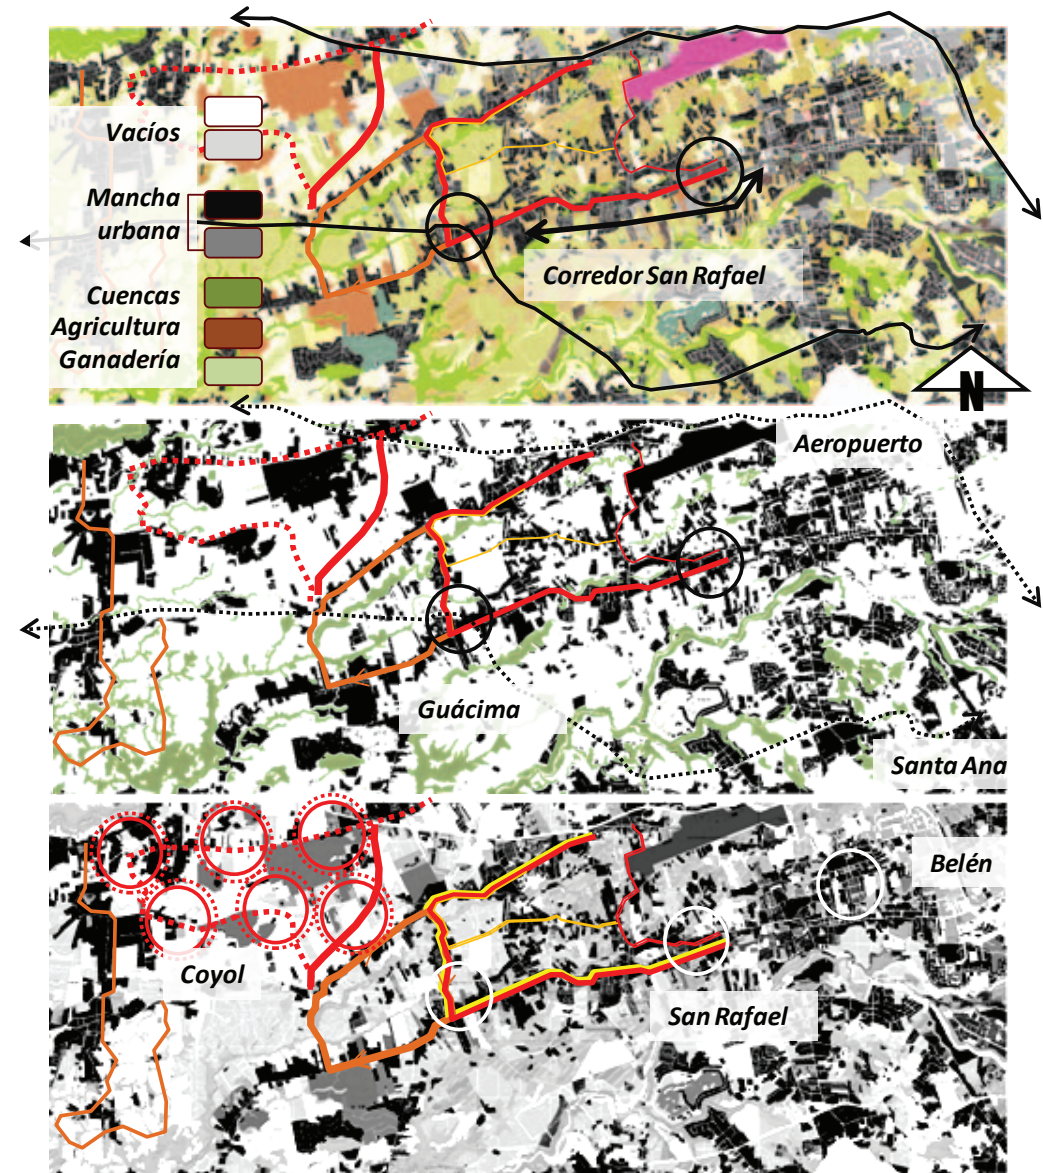 Vacíos
Mancha
urbana
Cuencas
Agricultura
Ganadería
Corredor San Rafael
N
Aeropuerto
Guácima
Santa Ana
Belén
Coyol
San Rafael